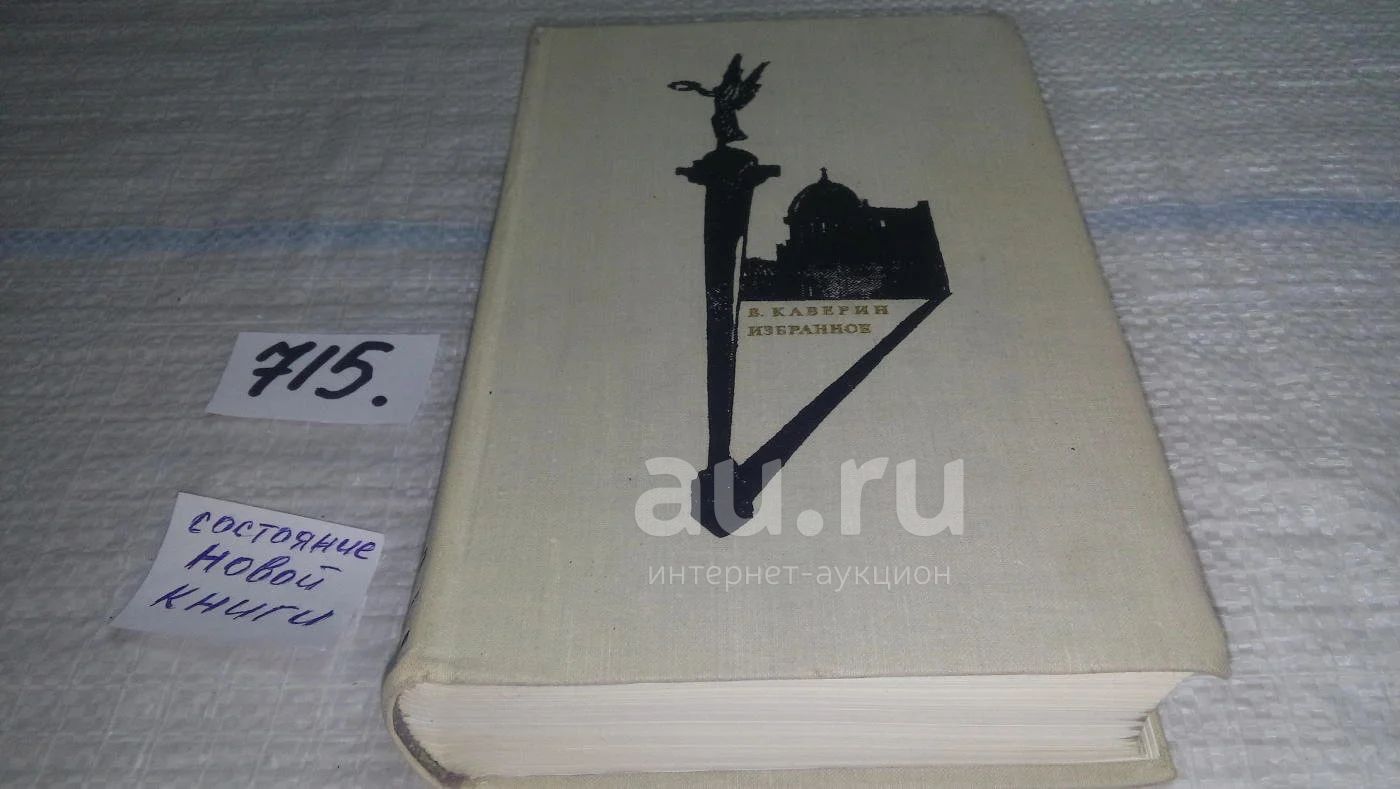 В. КАВЕРИН
ИЗБРАННОЕ
715.
состояние
новой
книги
au.ru
интернет-аукцион